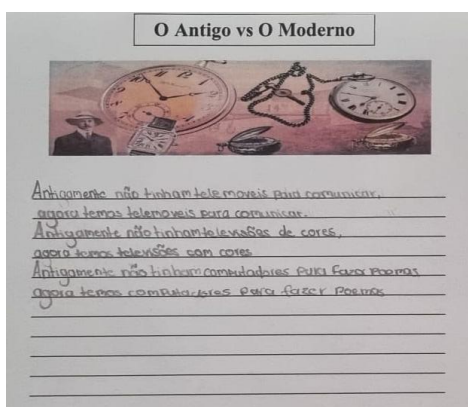 O Antigo vs O Moderno
Antigamente não tinham telemoveis para comunicar,
agora temos telemoveis para comunicar.
Antigamente não tinham televisões de cores,
agora temos televisões com cores
Antigamente não tinham computadores para fazer Poemas
agora temos computadores para fazer Poemas